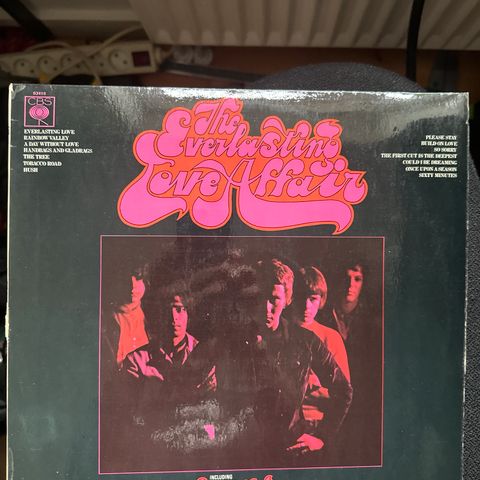 63416
CBS
The
Everlasting
Love Affair
EVERLASTING LOVE
RAINBOW VALLEY
A DAY WITHOUT LOVE
HANDBAGS AND GLADRAGS
THE TREE
TOBACCO ROAD
HUSH
PLEASE STAY
BUILD ON LOVE
SO SORRY
THE FIRST CUT IS THE DEEPEST
COULD I BE DREAMING
ONCE UPON A SEASON
SIXTY MINUTES
INCLUDING